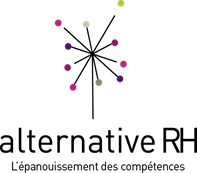 alternative RH
L'épanouissement des compétences